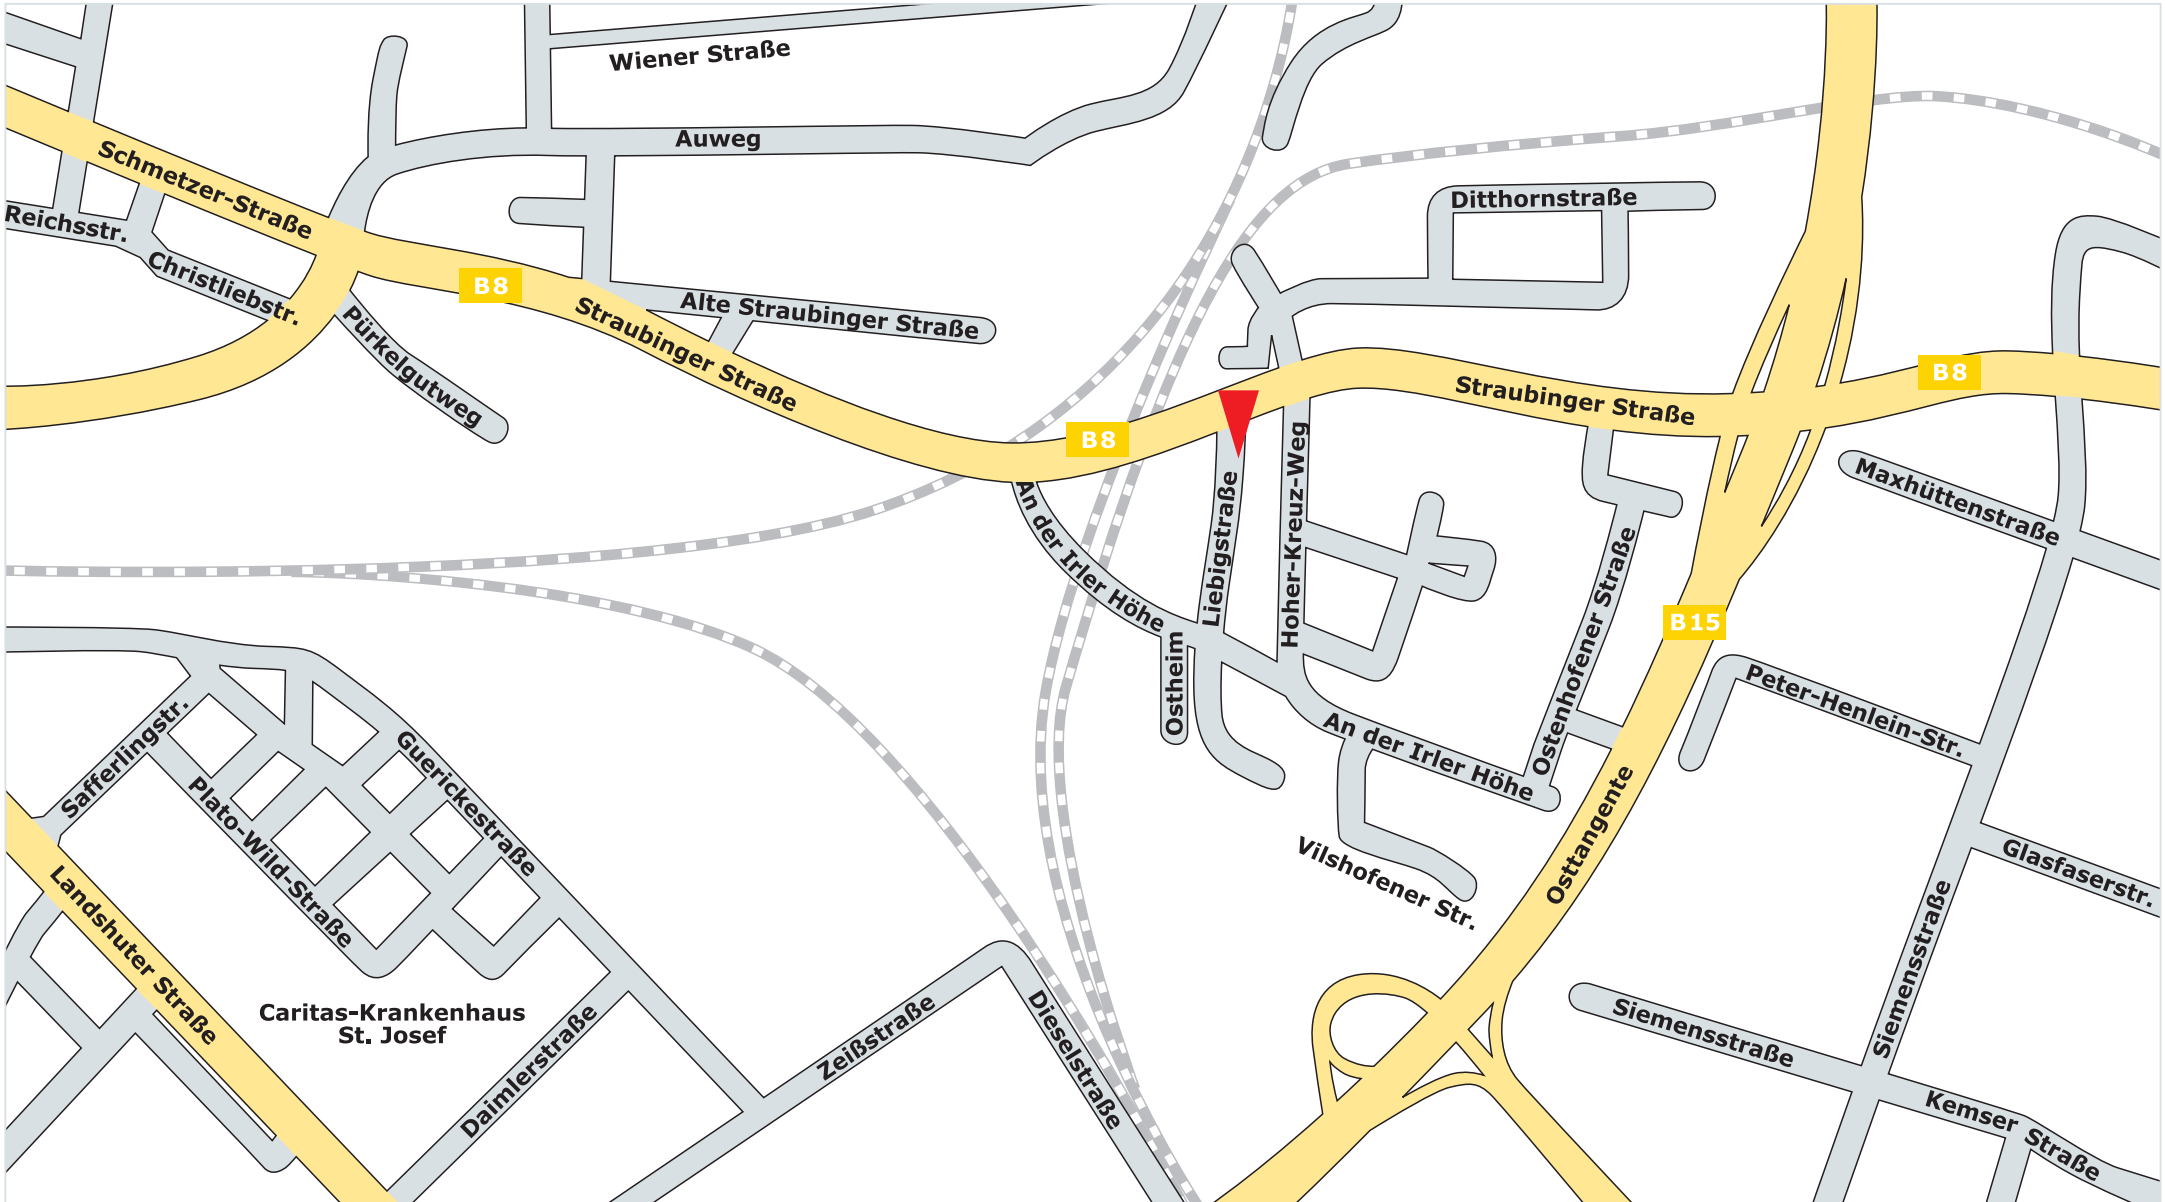 Wiener Straße
Auweg
Schmetzer-Straße
Reichsstr.
Christliebstr.
Pürkelgutweg
B8
Alte Straubinger Straße
Straubinger Straße
Ditthornstraße
B8
Straubinger Straße
B8
Maxhüttenstraße
An der Irler Höhe
Liebigstraße
Hoher-Kreuz-Weg
Ostheim
Ostenhofener Straße
B15
Peter-Henlein-Str.
An der Irler Höhe
Vilshofener Str.
Osttangente
Glasfaserstr.
Siemensstraße
Siemensstraße
Kemser Straße
Safferlingstr.
Plato-Wild-Straße
Guerickestraße
Landshuter Straße
Caritas-Krankenhaus
St. Josef
Daimlerstraße
Zeißstraße
Dieselstraße